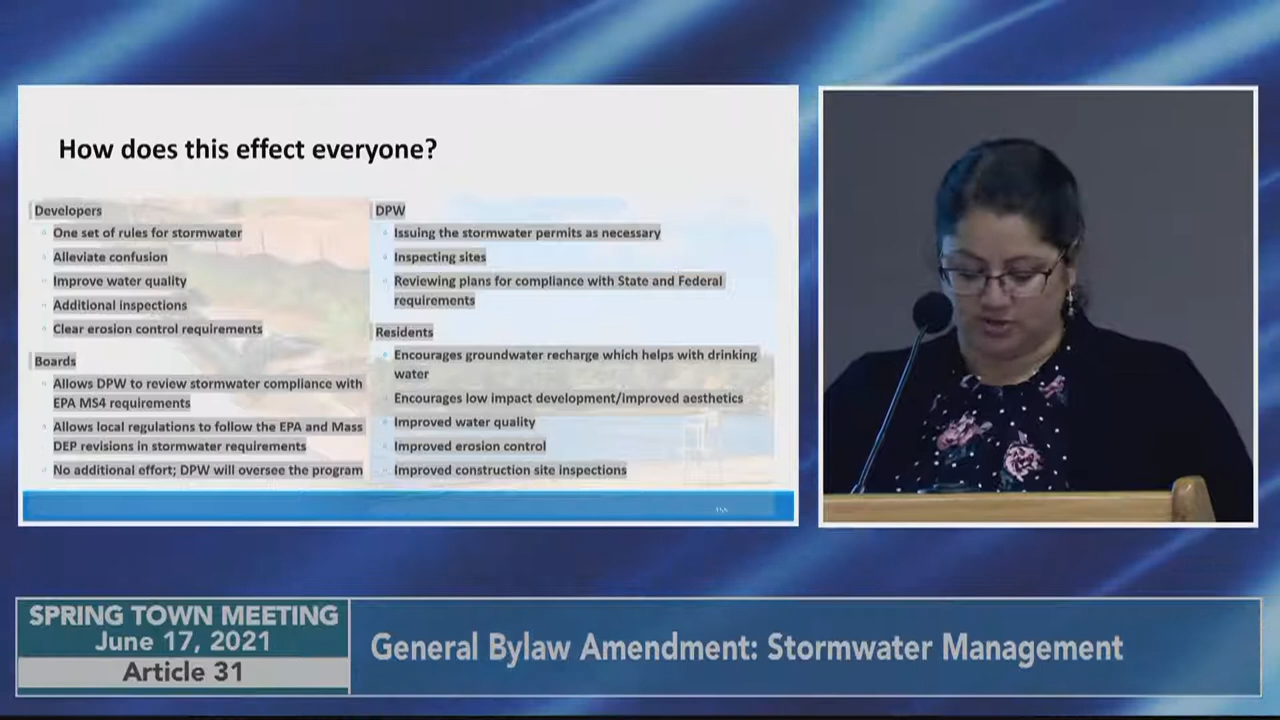 How does this effect everyone?
Developers
One set of rules for stormwater
Alleviate confusion
Improve water quality
Additional inspections
Clear erosion control requirements
Boards
Allows DPW to review stormwater compliance with
EPA MS4 requirements
Allows local regulations to follow the EPA and Mass
DEP revisions in stormwater requirements
No additional effort; DPW will oversee the program
DPW
Issuing the stormwater permits as necessary
Inspecting sites
Reviewing plans for compliance with State and Federal
requirements
Residents
Encourages groundwater recharge which helps with drinking
water
Encourages low impact development/improved aesthetics
Improved water quality
Improved erosion control
Improved construction site inspections
SPRING TOWN MEETING
June 17, 2021
Article 31
General Bylaw Amendment: Stormwater Management